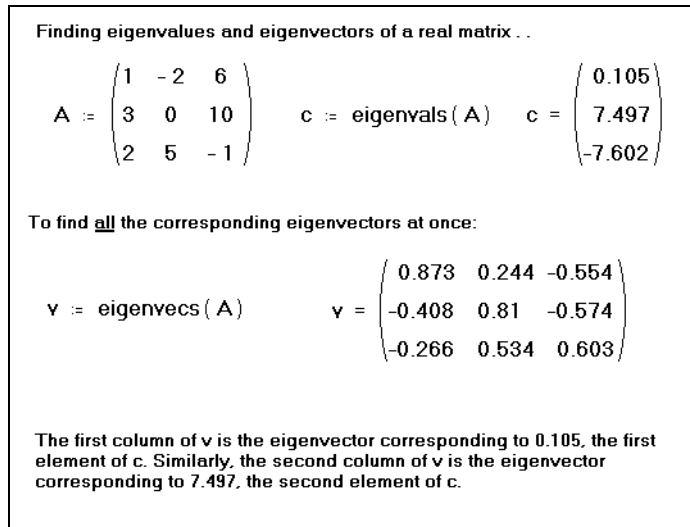 Finding eigenvalues and eigenvectors of a real matrix . .
A := (1 -2 6
3 0 10
2 5 -1) c := eigenvals ( A ) c = (0.105
7.497
-7.602)
To find all the corresponding eigenvectors at once:
v := eigenvecs ( A ) v = (0.873 0.244 -0.554
-0.408 0.81 -0.574
-0.266 0.534 0.603)
The first column of v is the eigenvector corresponding to 0.105, the first
element of c. Similarly, the second column of v is the eigenvector
corresponding to 7.497, the second element of c.